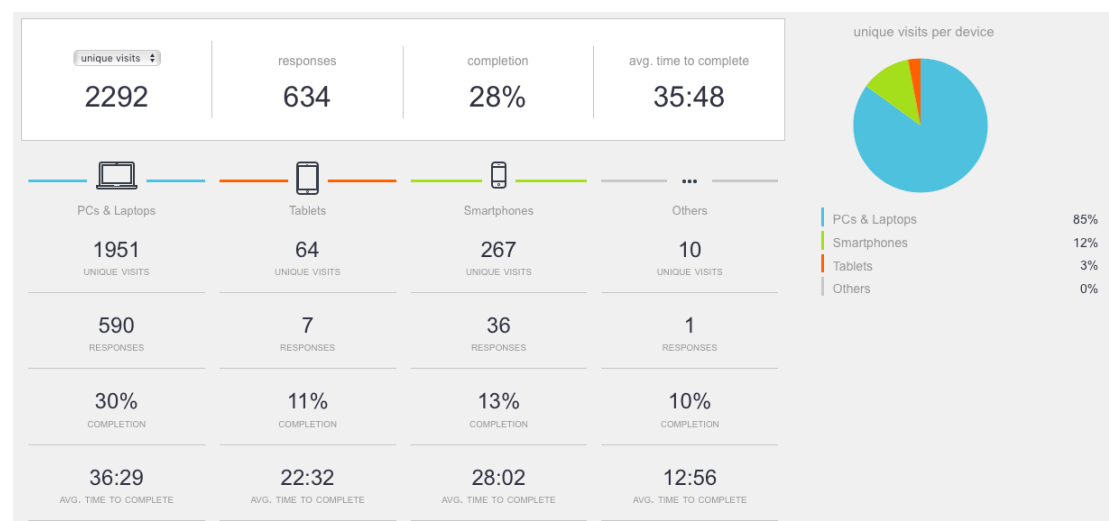 unique visits
responses
completion
avg. time to complete
2292
634
28%
35:48
PCs & Laptops
Tablets
Smartphones
Others
1951
64
267
10
UNIQUE VISITS
UNIQUE VISITS
UNIQUE VISITS
UNIQUE VISITS
590
7
36
1
RESPONSES
RESPONSES
RESPONSES
RESPONSES
30%
11%
13%
10%
COMPLETION
COMPLETION
COMPLETION
COMPLETION
36:29
22:32
28:02
12:56
AVG. TIME TO COMPLETE
AVG. TIME TO COMPLETE
AVG. TIME TO COMPLETE
AVG. TIME TO COMPLETE
unique visits per device
PCs & Laptops 85%
Smartphones 12%
Tablets 3%
Others 0%